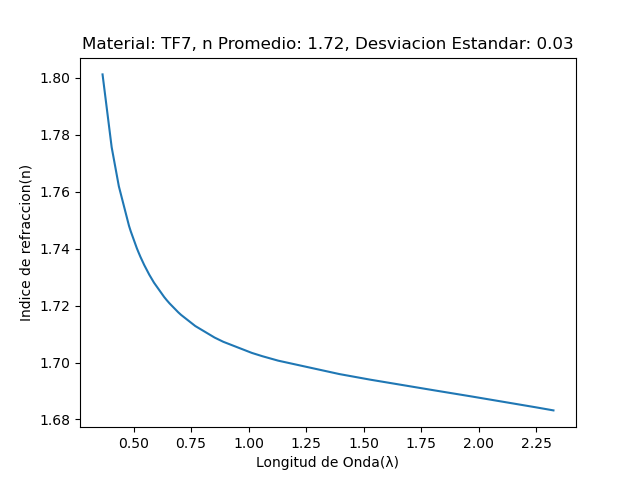 Material: TF7, n Promedio: 1.72, Desviacion Estandar: 0.03
1.80
1.78
1.76
1.74
1.72
1.70
1.68
Indice de refraccion(n)
0.50 0.75 1.00 1.25 1.50 1.75 2.00 2.25
Longitud de Onda(λ)